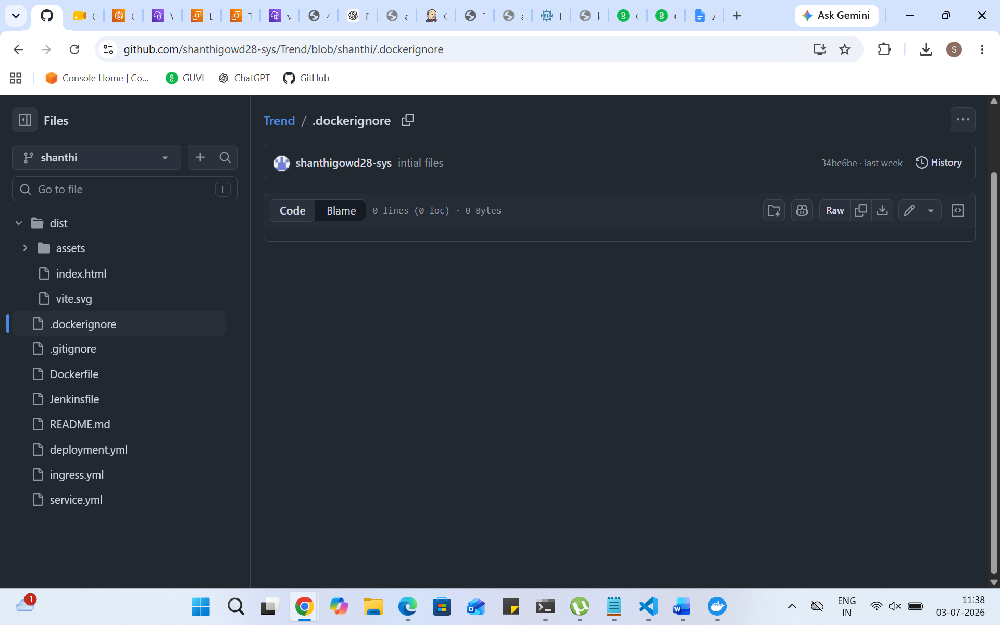 Ask Gemini
github.com/shanthigowd28-sys/Trend/blob/shanthi/.dockerignore
S
Console Home | Co...
GUVI
ChatGPT
GitHub
Files
Trend / .dockerignore
shanthi
shanthigowd28-sys intial files
34be6be · last week
History
Go to file
T
Code
Blame
0 lines (0 loc) · 0 Bytes
Raw
dist
assets
index.html
vite.svg
.dockerignore
.gitignore
Dockerfile
Jenkinsfile
README.md
deployment.yml
ingress.yml
service.yml
1
ENG
IN
11:38
03-07-2026